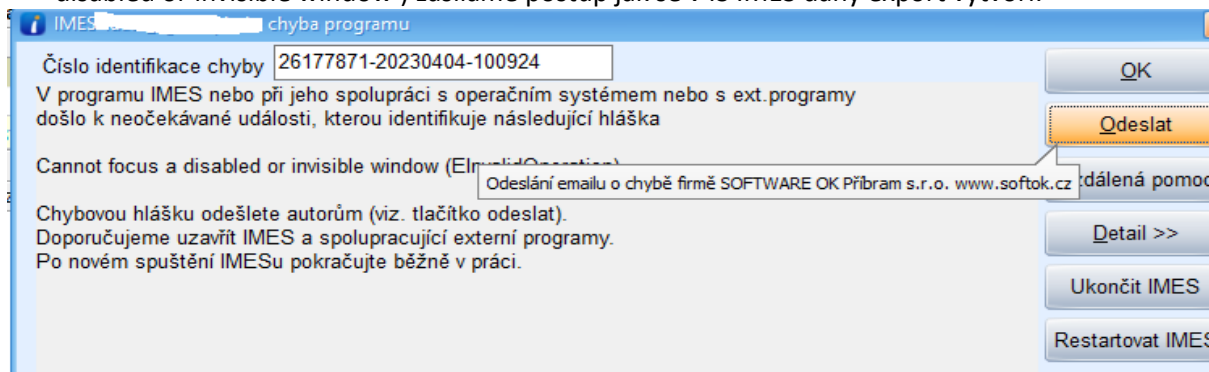 IMES
chyba programu
Číslo identifikace chyby 26177871-20230404-100924
V programu IMES nebo při jeho spolupráci s operačním systémem nebo s ext.programy
došlo k neočekávané události, kterou identifikuje následující hláška
Cannot focus a disabled or invisible window (EInvalidOperation)
Odeslání emailu o chybě firmě SOFTWARE OK Příbram s.r.o. www.softok.cz
Chybovou hlášku odešlete autorům (viz. tlačítko odeslat).
Doporučujeme uzavřít IMES a spolupracující externí programy.
Po novém spuštění IMESu pokračujte běžně v práci.
OK
Odeslat
Detail >>
Ukončit IMES
Restartovat IMES